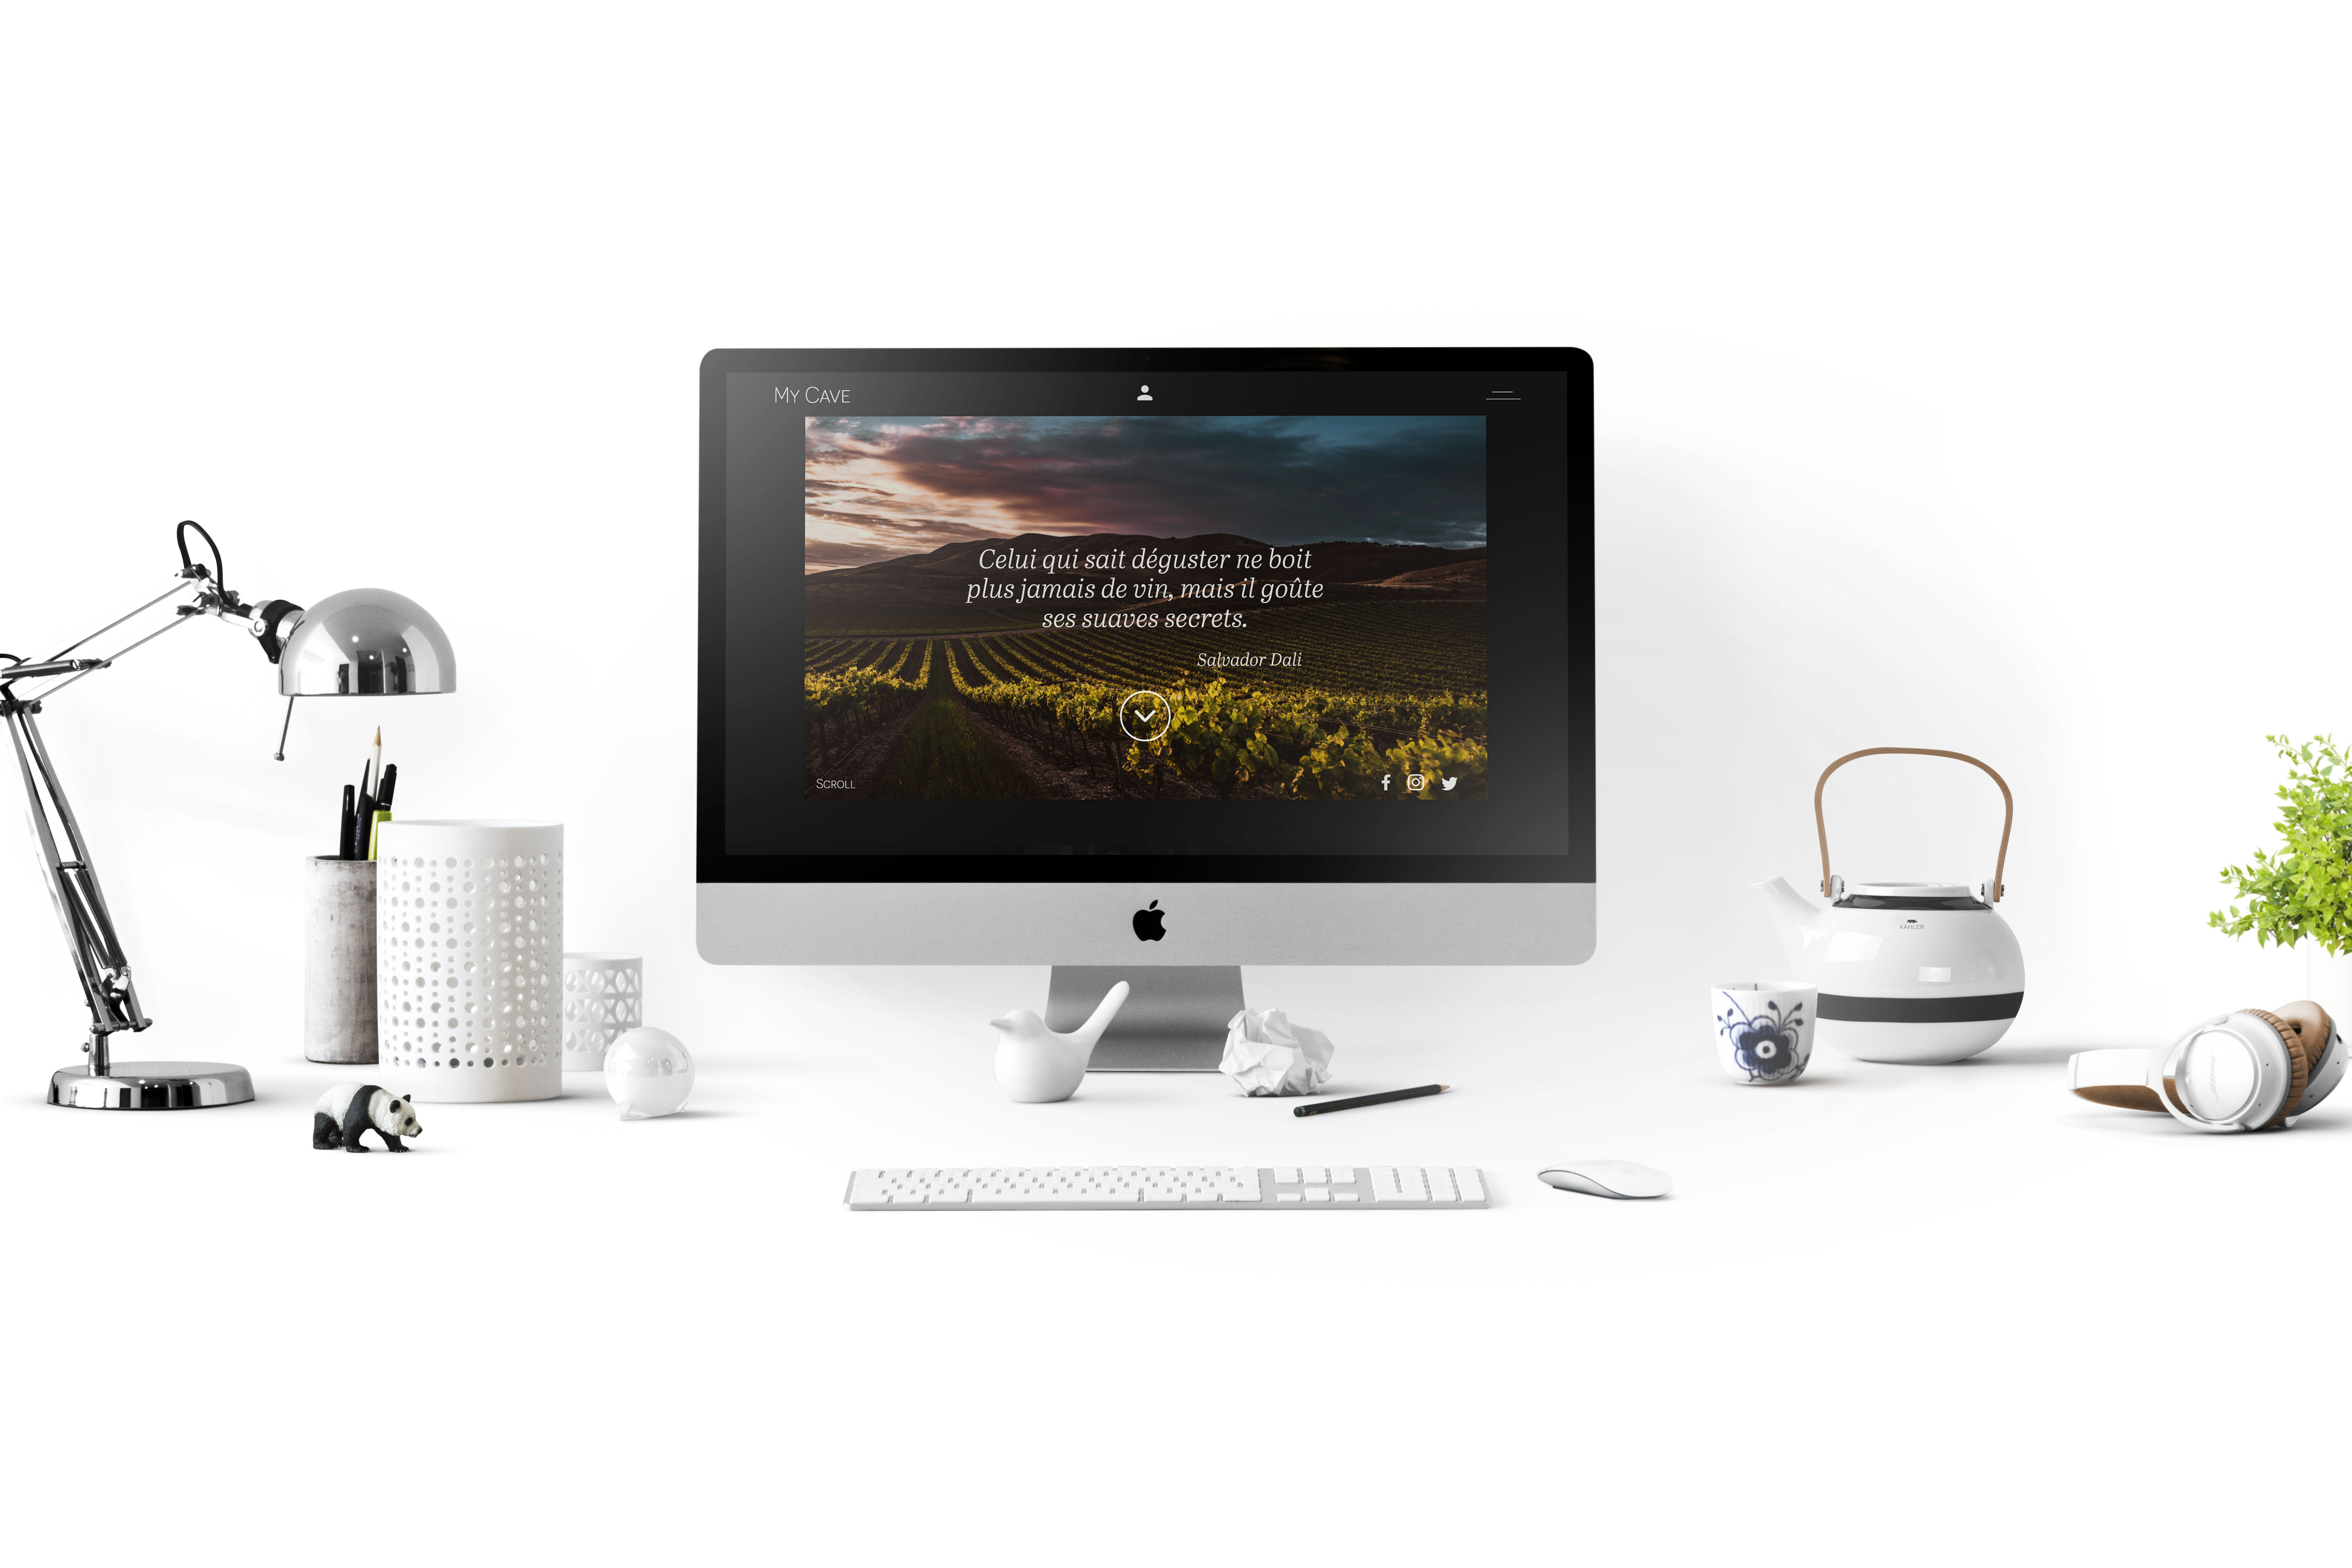 My Cave
Celui qui sait déguster ne boit
plus jamais de vin, mais il goûte
ses suaves secrets.
Salvador Dali
Scroll
KÄHLER